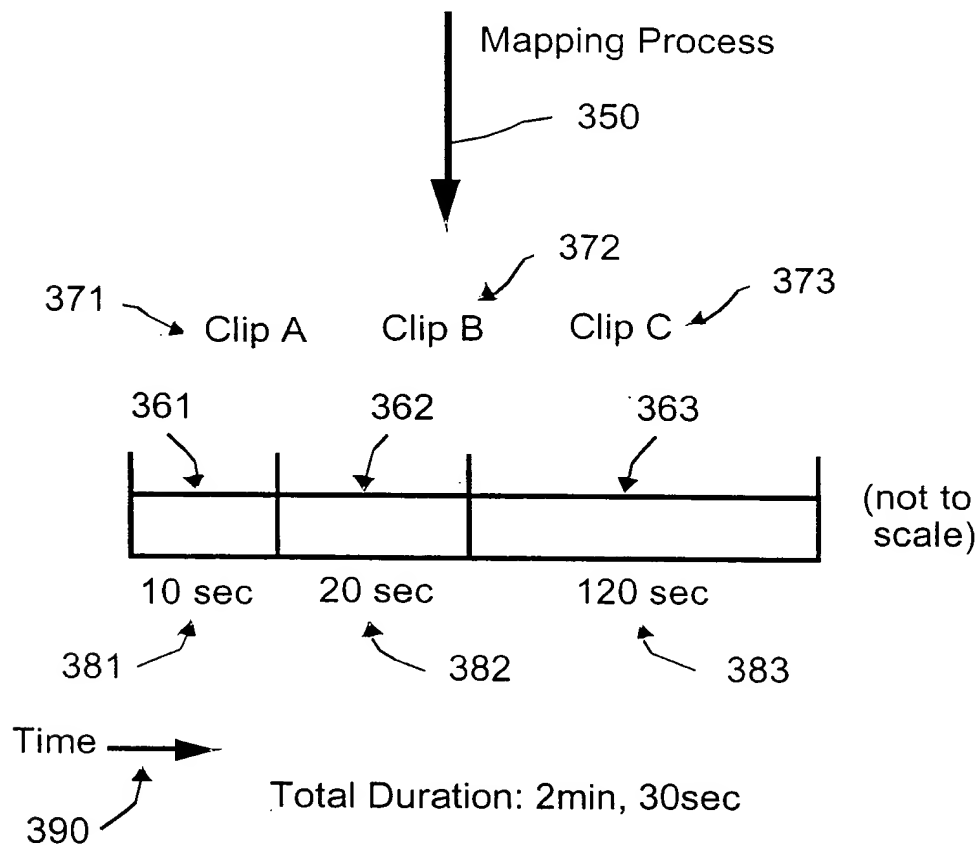 Mapping Process
350
372
371
373
Clip A Clip B Clip C
361 362 363
(not to
scale)
10 sec 20 sec 120 sec
381 382 383
Time
Total Duration: 2min, 30sec
390